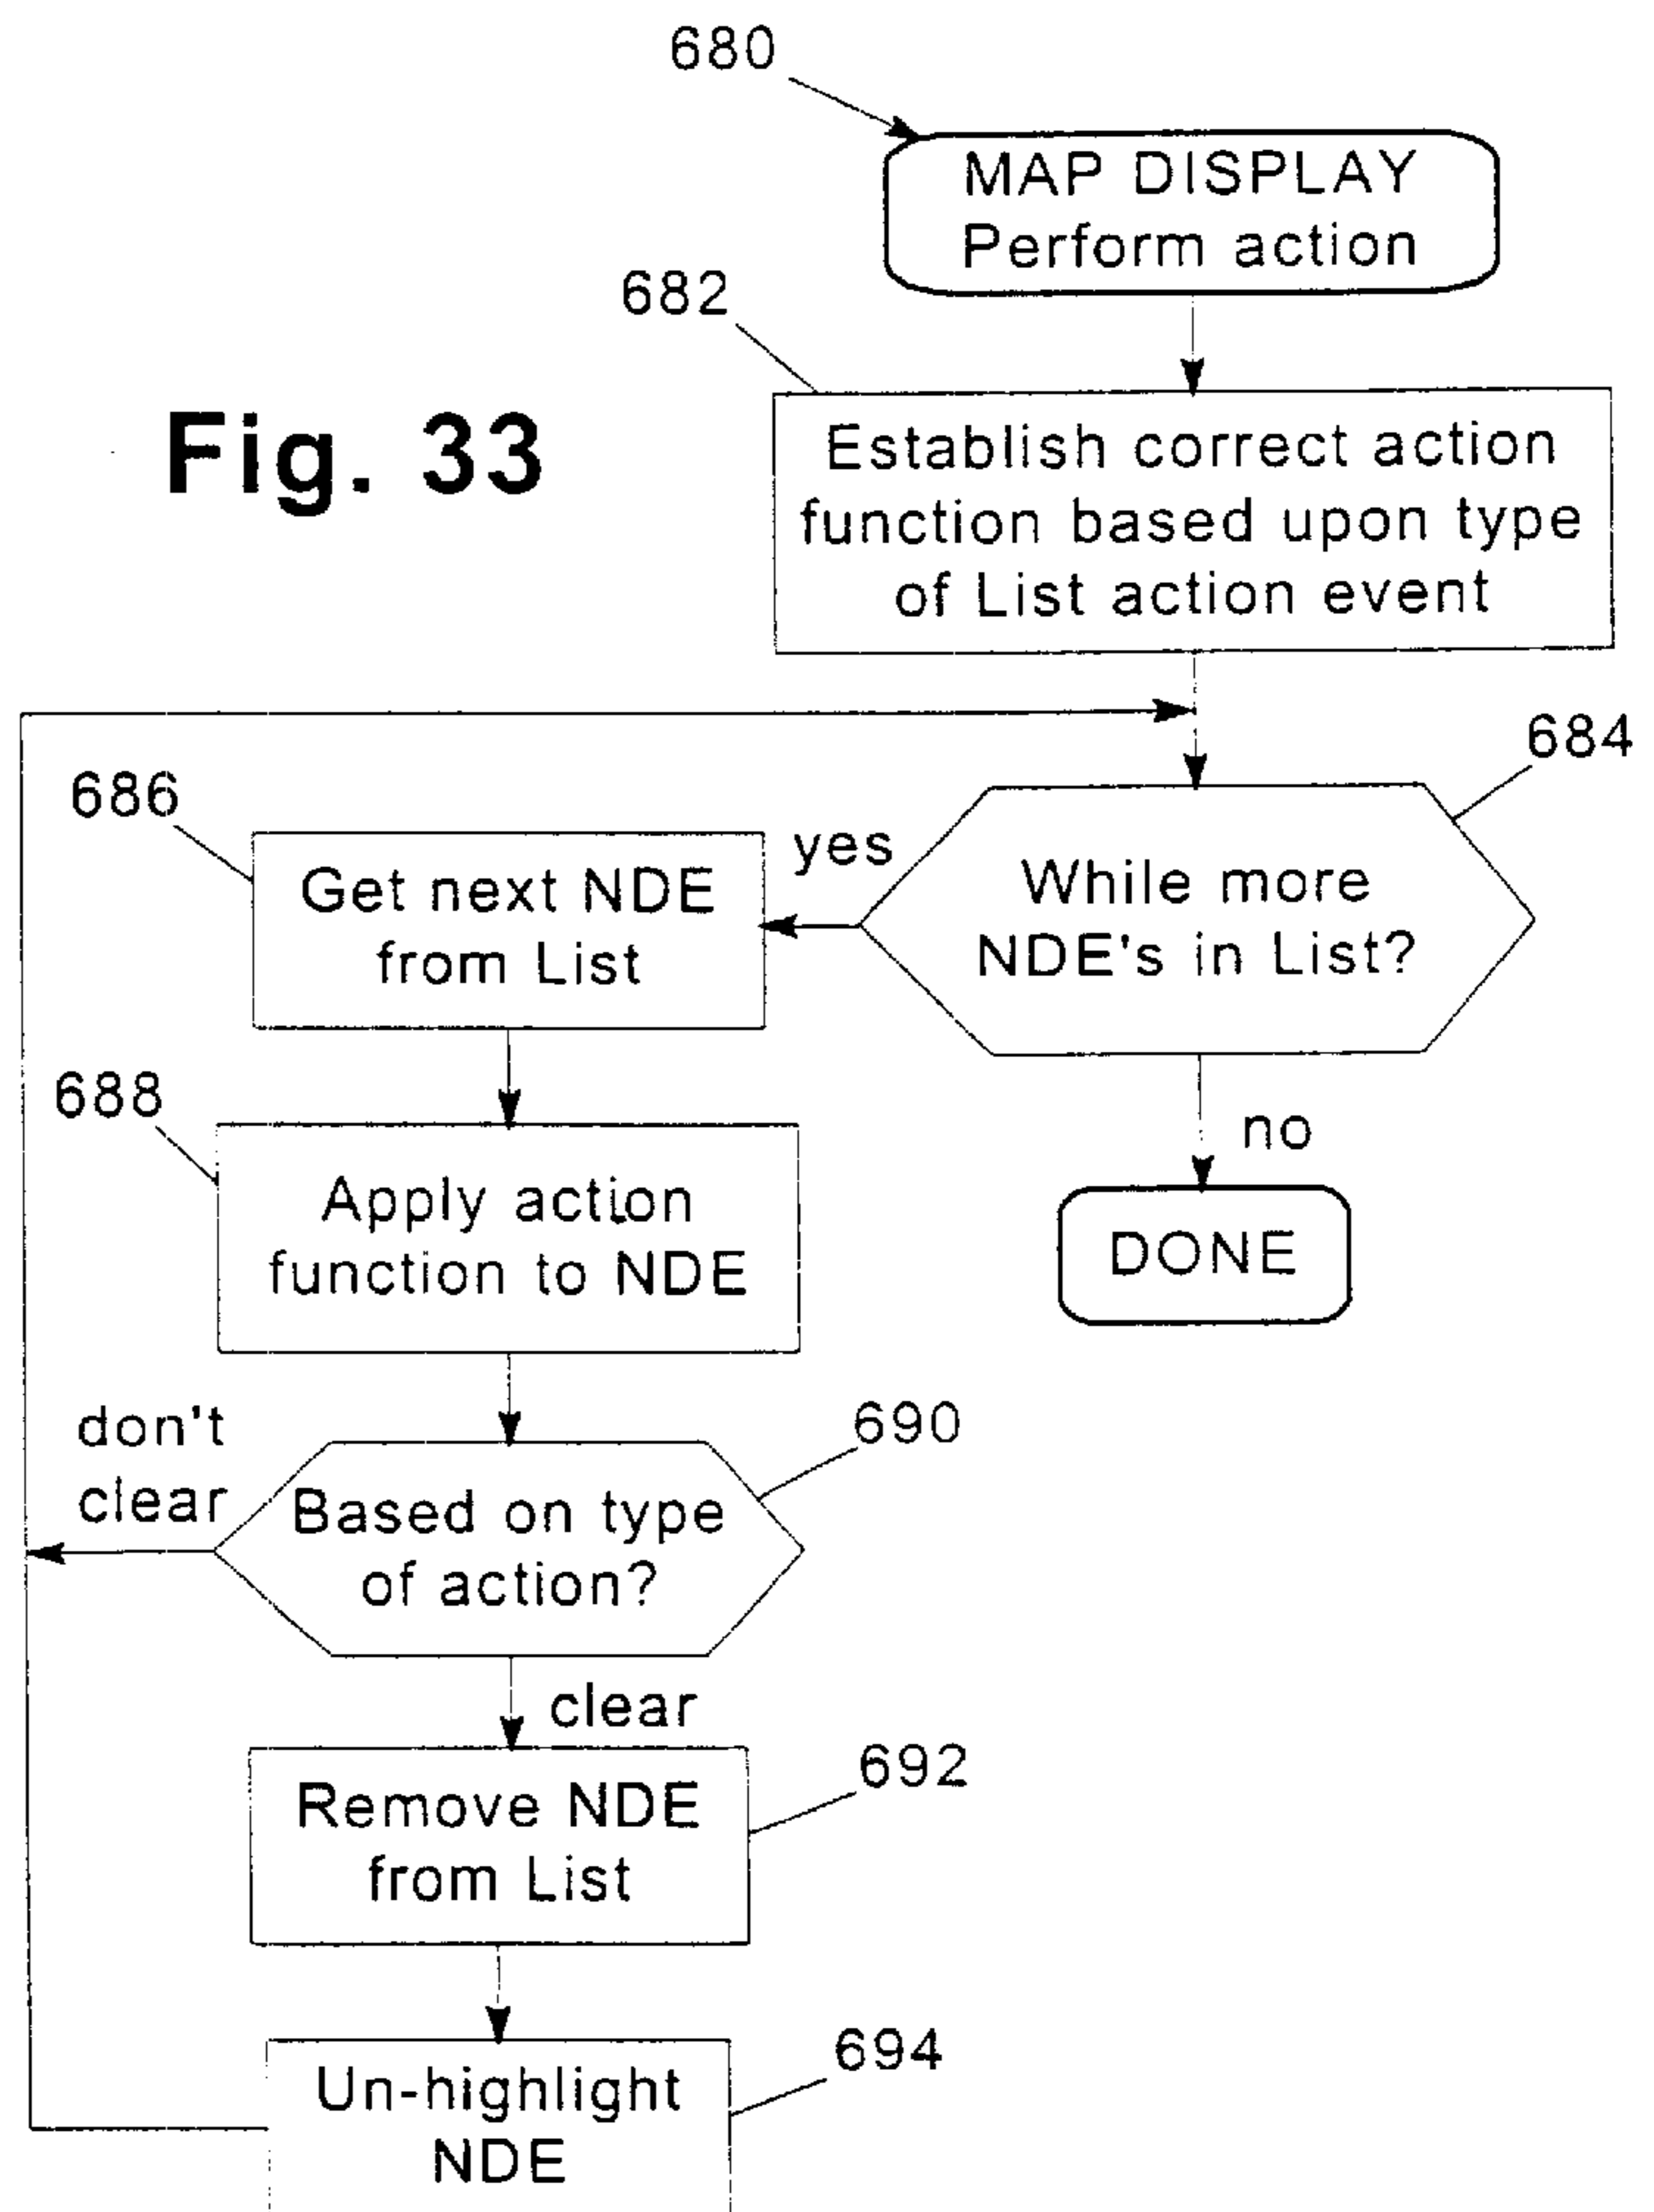 680
MAP DISPLAY
Perform action
682
Fig. 33
Establish correct action
function based upon type
of List action event
684
686
yes
Get next NDE
from List
While more
NDE's in List?
688
no
Apply action
function to NDE
DONE
don't
clear
690
Based on type
of action?
clear
692
Remove NDE
from List
694
Un-highlight
NDE